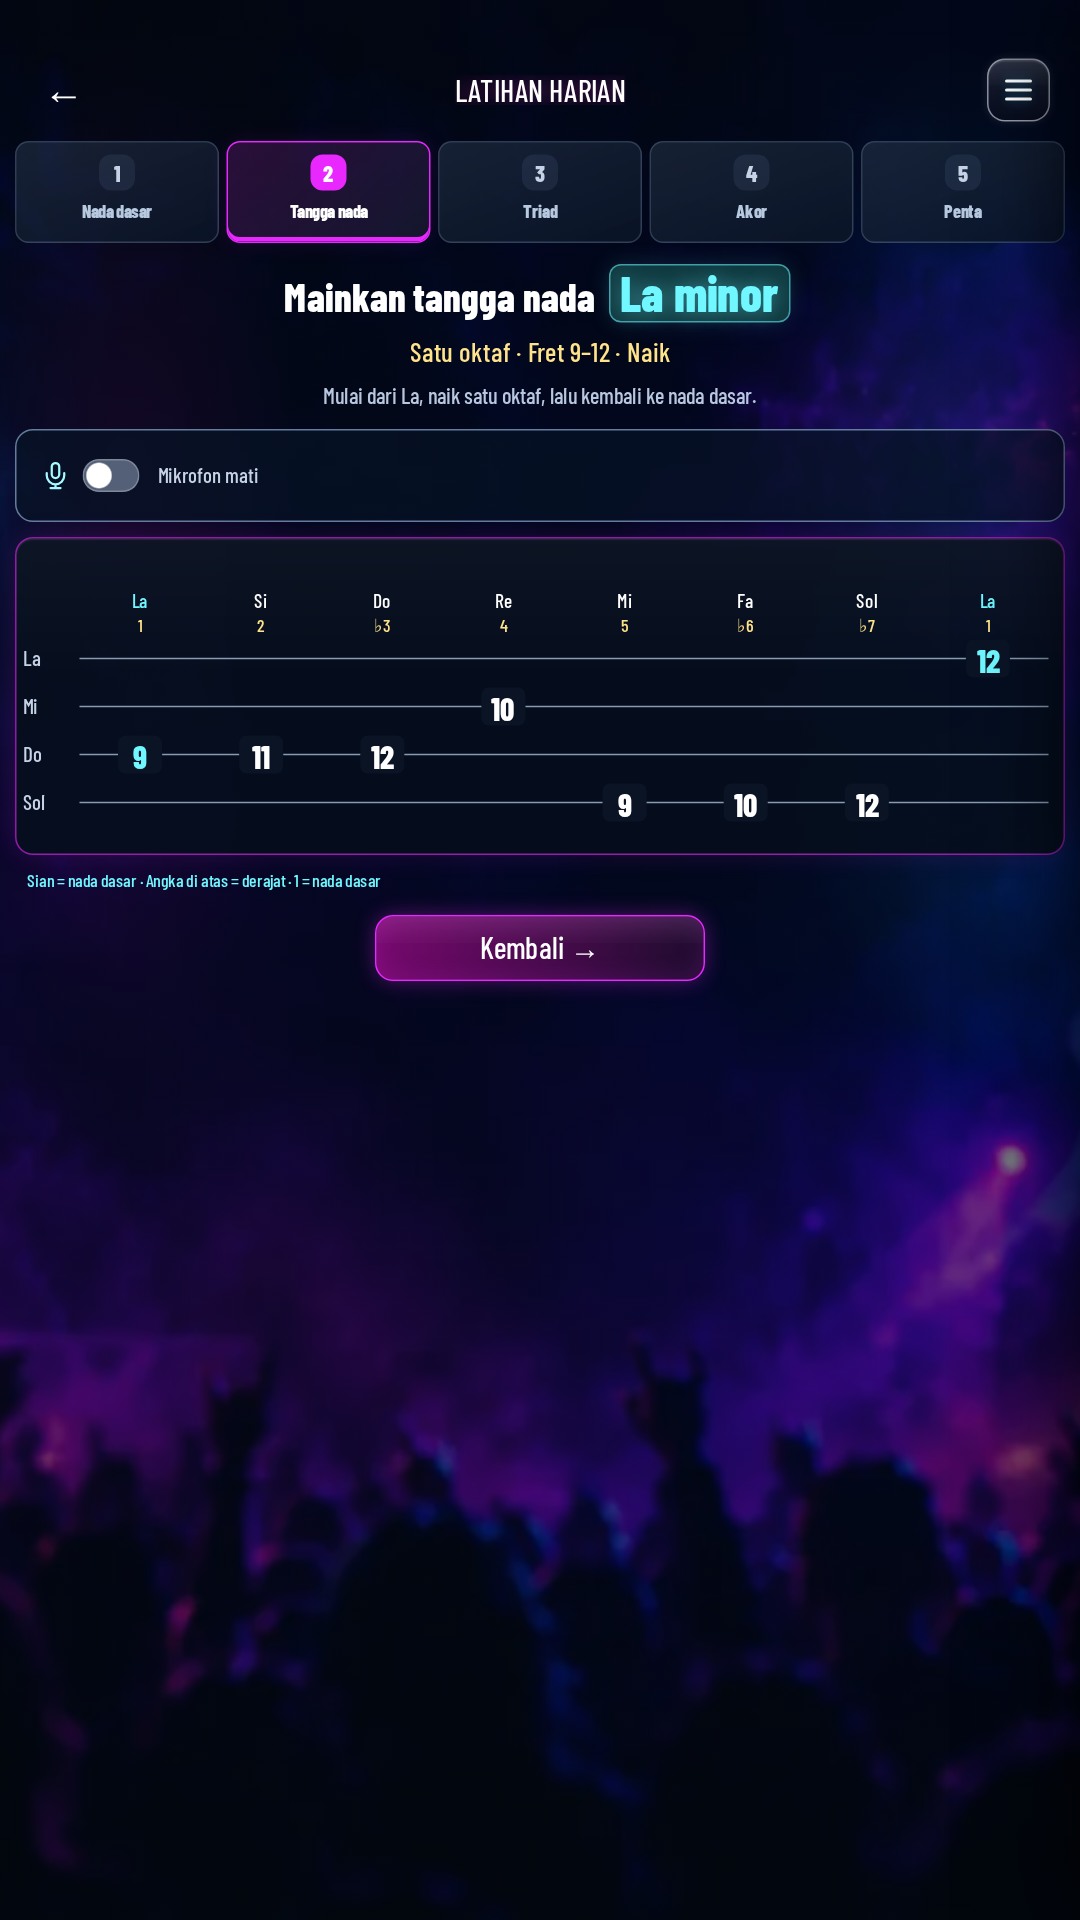 ←
LATIHAN HARIAN
1
Nada dasar
2
Tangga nada
3
Triad
4
Akor
5
Penta
Mainkan tangga nada La minor
Satu oktaf · Fret 9–12 · Naik
Mulai dari La, naik satu oktaf, lalu kembali ke nada dasar.
Mikrofon mati
La Si Do Re Mi Fa Sol La
1 2 ♭3 4 5 ♭6 ♭7 1
La 12
Mi 10
Do 9 11 12
Sol 9 10 12
Sian = nada dasar · Angka di atas = derajat · 1 = nada dasar
Kembali →